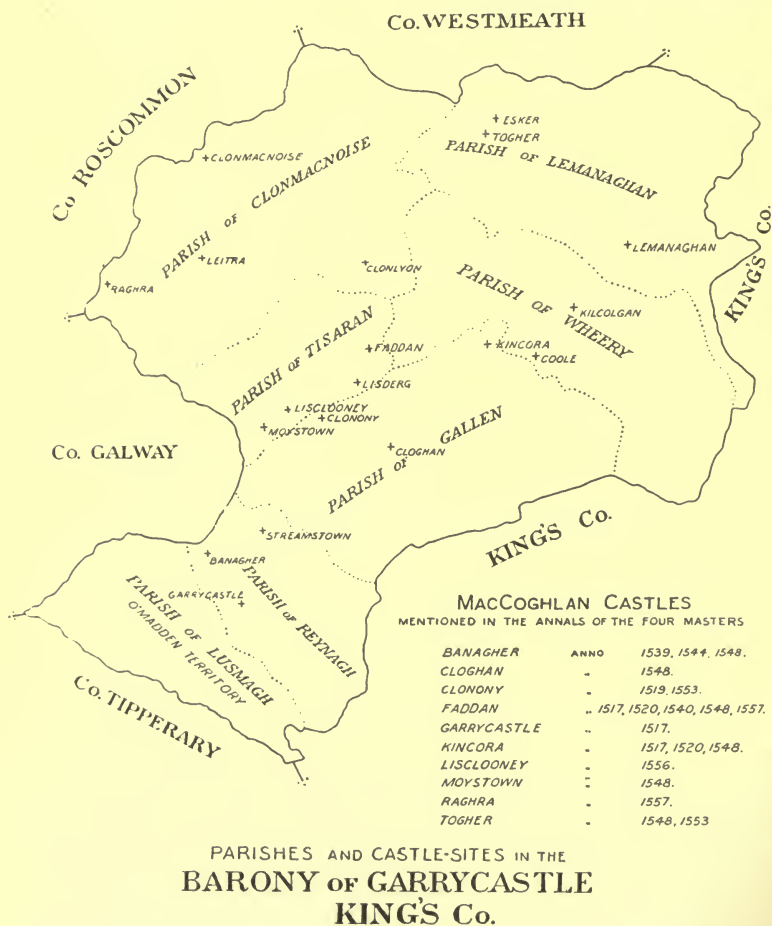 Co. WESTMEATH
Co ROSCOMMON
+ESKER
+TOGHER
PARISH OF LEMANAGHAN
+CLONMACNOISE
PARISH OF CLONMACNOISE
+LEMANAGHAN
KING'S Co.
+LEITRA
+CLONLYON
+RAGHRA
PARISH OF WHEERY
+KILCOLGAN
PARISH OF TISARAN
+FADDAN
+KINCORA
+COOLE
+LISDERG
+LISCLOONEY
+CLONONY
+MOYSTOWN
Co. GALWAY
+CLOGHAN
PARISH OF GALLEN
KING'S Co.
+STREAMSTOWN
+BANAGHER
GARRYCASTLE+
PARISH OF REYNAGH
PARISH OF LUSMAGH
O'MADDEN TERRITORY
Co. TIPPERARY
MACCOGHLAN CASTLES
MENTIONED IN THE ANNALS OF THE FOUR MASTERS
BANAGHER ANNO 1539, 1544, 1548.
CLOGHAN " 1548.
CLONONY " 1519, 1553.
FADDAN " 1517, 1520, 1540, 1548, 1557.
GARRYCASTLE " 1517.
KINCORA " 1517, 1520, 1548.
LISCLOONEY " 1556.
MOYSTOWN " 1548.
RAGHRA " 1557.
TOGHER " 1548, 1553
PARISHES AND CASTLE-SITES IN THE
BARONY OF GARRYCASTLE
KING'S Co.